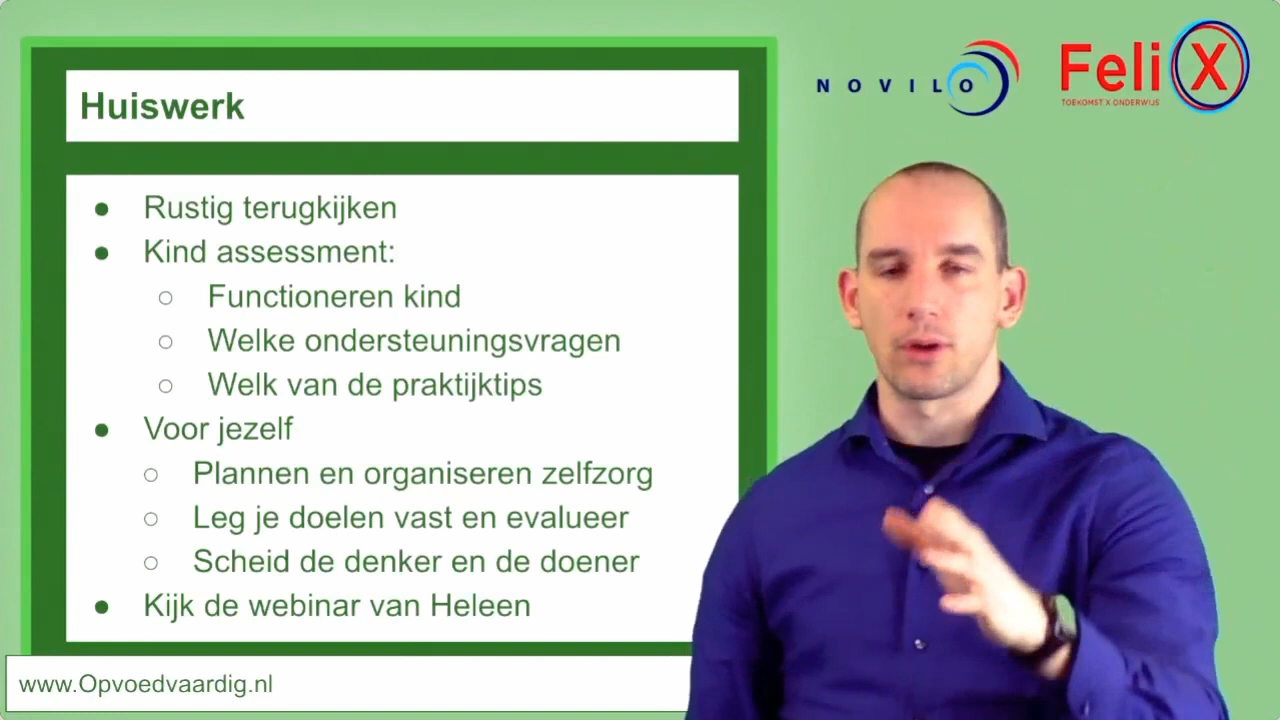 Huiswerk
● Rustig terugkijken
● Kind assessment:
○ Functioneren kind
○ Welke ondersteuningsvragen
○ Welk van de praktijktips
● Voor jezelf
○ Plannen en organiseren zelfzorg
○ Leg je doelen vast en evalueer
○ Scheid de denker en de doener
● Kijk de webinar van Heleen
www.Opvoedvaardig.nl
NOVILO
FeliX
TOEKOMST X ONDERWIJS